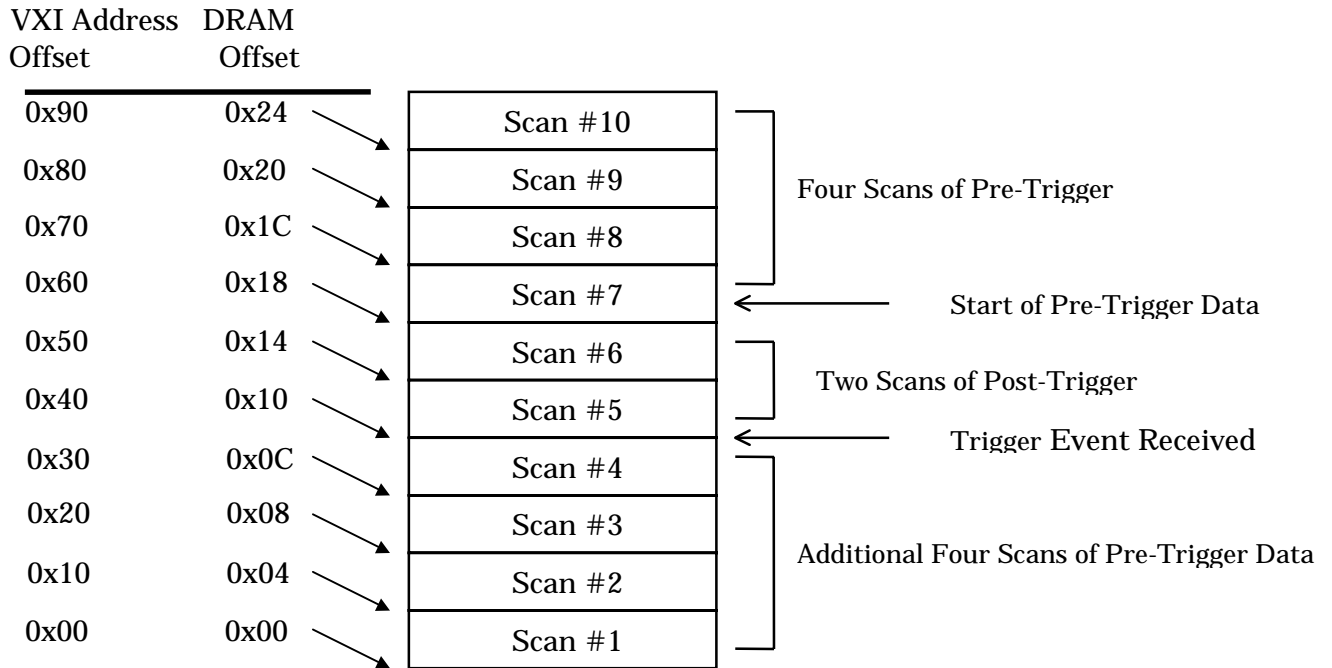 VXI Address DRAM
Offset Offset
0x90 0x24 Scan #10
0x80 0x20 Scan #9 Four Scans of Pre-Trigger
0x70 0x1C Scan #8
0x60 0x18 Scan #7 Start of Pre-Trigger Data
0x50 0x14 Scan #6
Two Scans of Post-Trigger
0x40 0x10 Scan #5
Trigger Event Received
0x30 0x0C Scan #4
0x20 0x08 Scan #3
Additional Four Scans of Pre-Trigger Data
0x10 0x04 Scan #2
0x00 0x00 Scan #1